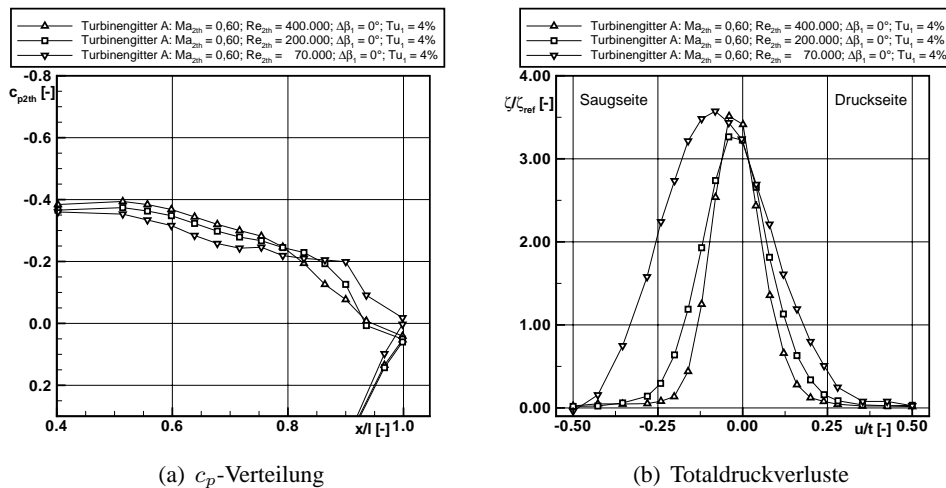 Turbinengitter A: Ma2th = 0,60; Re2th = 400.000; Δβ1 = 0°; Tu1 = 4%
Turbinengitter A: Ma2th = 0,60; Re2th = 200.000; Δβ1 = 0°; Tu1 = 4%
Turbinengitter A: Ma2th = 0,60; Re2th = 70.000; Δβ1 = 0°; Tu1 = 4%
-0.8
cp2th [-]
-0.6
-0.4
-0.2
0.0
0.2
0.4
0.6
0.8
x/l [-]
1.0
(a) cp-Verteilung
Turbinengitter A: Ma2th = 0,60; Re2th = 400.000; Δβ1 = 0°; Tu1 = 4%
Turbinengitter A: Ma2th = 0,60; Re2th = 200.000; Δβ1 = 0°; Tu1 = 4%
Turbinengitter A: Ma2th = 0,60; Re2th = 70.000; Δβ1 = 0°; Tu1 = 4%
4.00
ζ/ζref [-]
Saugseite
Druckseite
3.00
2.00
1.00
0.00
-0.50
-0.25
0.00
0.25
u/t [-]
0.50
(b) Totaldruckverluste